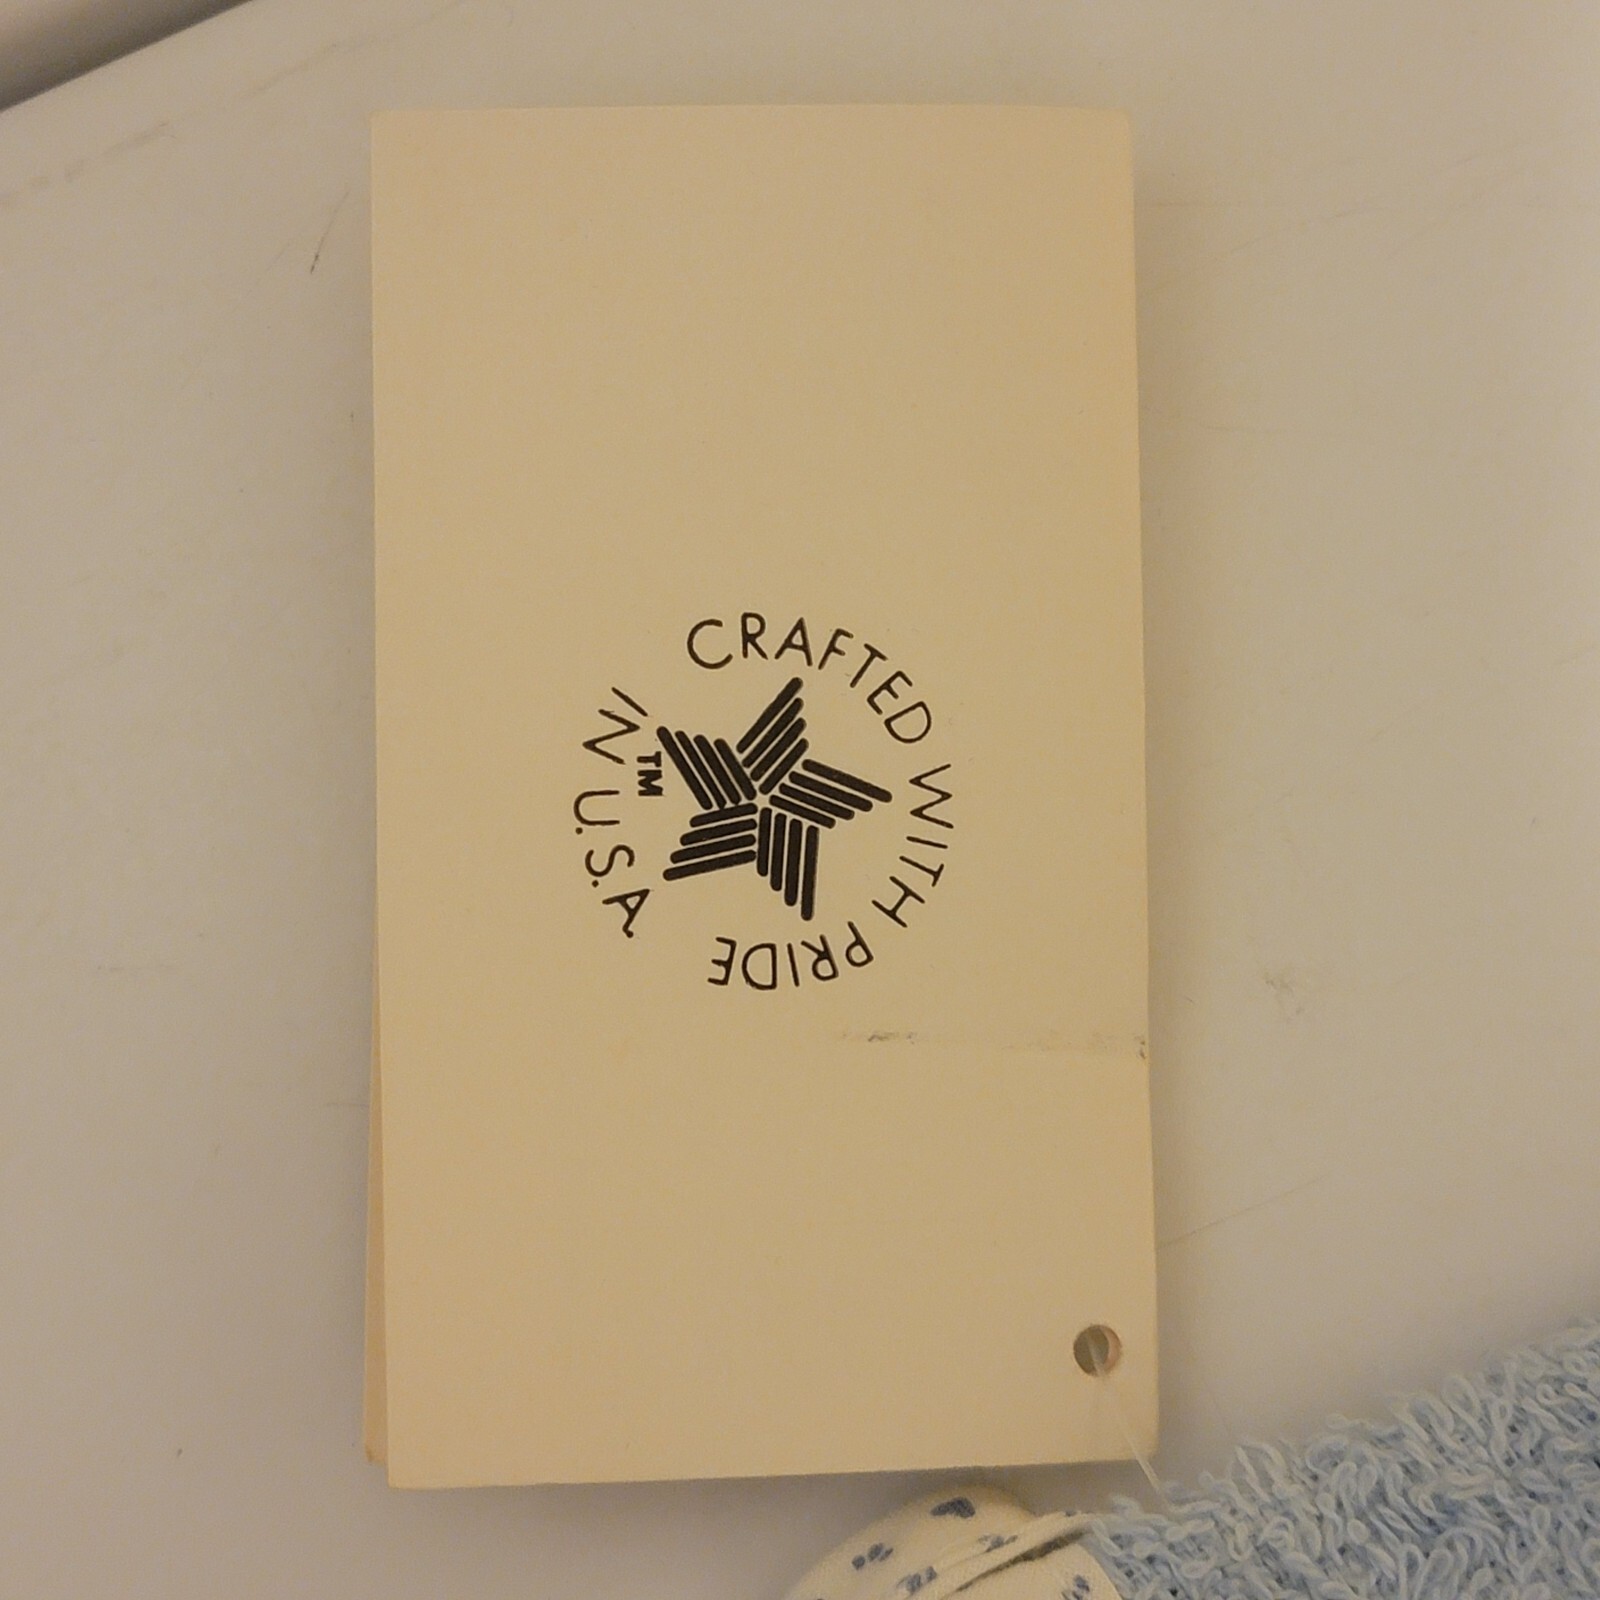 CRAFTED WITH PRIDE
IN U.S.A.
TM